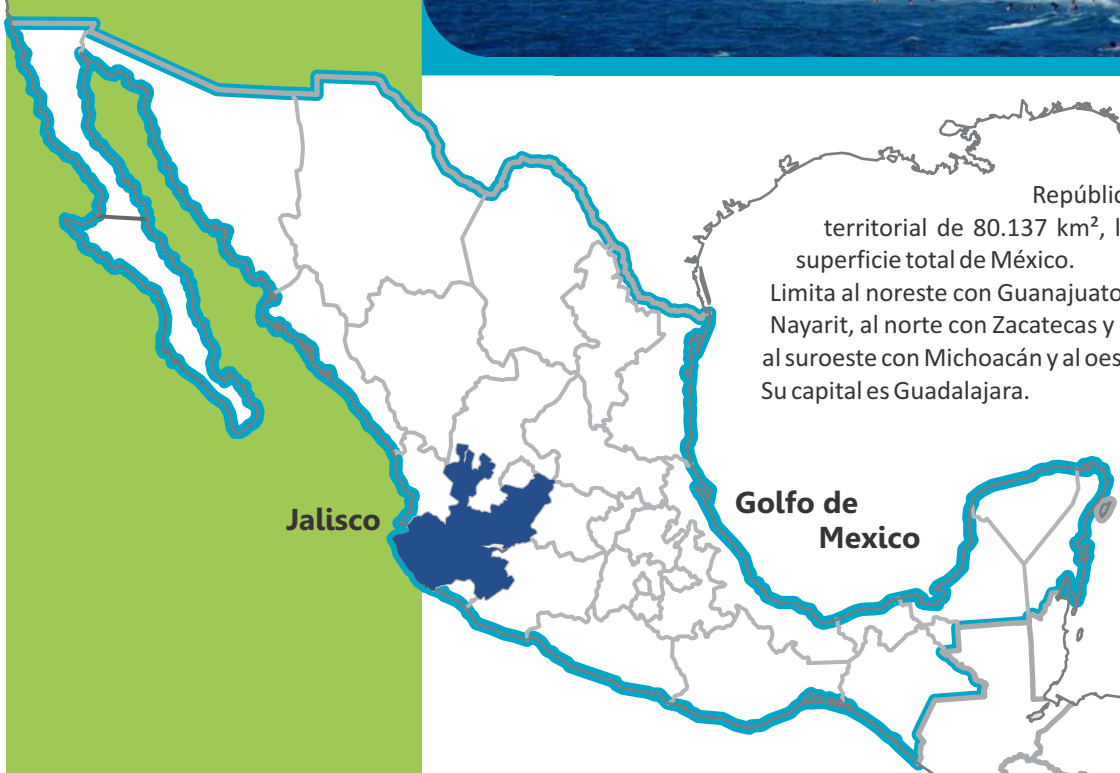 Repúblic
territorial de 80.137 km², l
superficie total de México.
Limita al noreste con Guanajuato
Nayarit, al norte con Zacatecas y
al suroeste con Michoacán y al oes
Su capital es Guadalajara.
Jalisco
Golfo de
Mexico